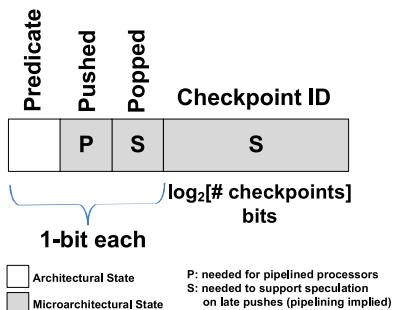 Predicate
Pushed
Popped
Checkpoint ID
P
S
S
1-bit each
log₂[# checkpoints]
bits
Architectural State
Microarchitectural State
P: needed for pipelined processors
S: needed to support speculation
on late pushes (pipelining implied)